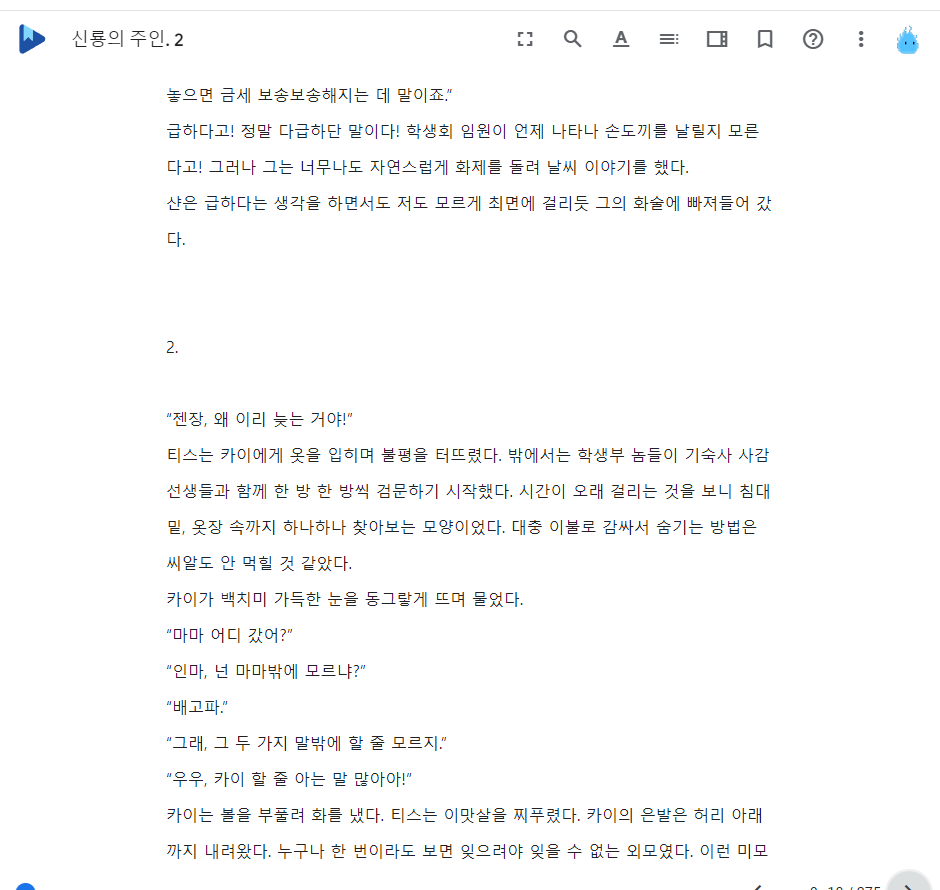 신룡의 주인. 2
놓으면 금세 보송보송해지는 데 말이죠.”
급하다고! 정말 다급하단 말이다! 학생회 임원이 언제 나타나 손도끼를 날릴지 모른
다고! 그러나 그는 너무나도 자연스럽게 화제를 돌려 날씨 이야기를 했다.
샨은 급하다는 생각을 하면서도 저도 모르게 최면에 걸리듯 그의 화술에 빠져들어 갔
다.
2.
“젠장, 왜 이리 늦는 거야!”
티스는 카이에게 옷을 입히며 불평을 터뜨렸다. 밖에서는 학생부 놈들이 기숙사 사감
선생들과 함께 한 방 한 방씩 검문하기 시작했다. 시간이 오래 걸리는 것을 보니 침대
밑, 옷장 속까지 하나하나 찾아보는 모양이었다. 대충 이불로 감싸서 숨기는 방법은
씨알도 안 먹힐 것 같았다.
카이가 백치미 가득한 눈을 동그랗게 뜨며 물었다.
“마마 어디 갔어?”
“인마, 넌 마마밖에 모르냐?”
“배고파.”
“그래, 그 두 가지 말밖에 할 줄 모르지.”
“우우, 카이 할 줄 아는 말 많아아!”
카이는 볼을 부풀려 화를 냈다. 티스는 이맛살을 찌푸렸다. 카이의 은발은 허리 아래
까지 내려왔다. 누구나 한 번이라도 보면 잊으려야 잊을 수 없는 외모였다. 이런 미모